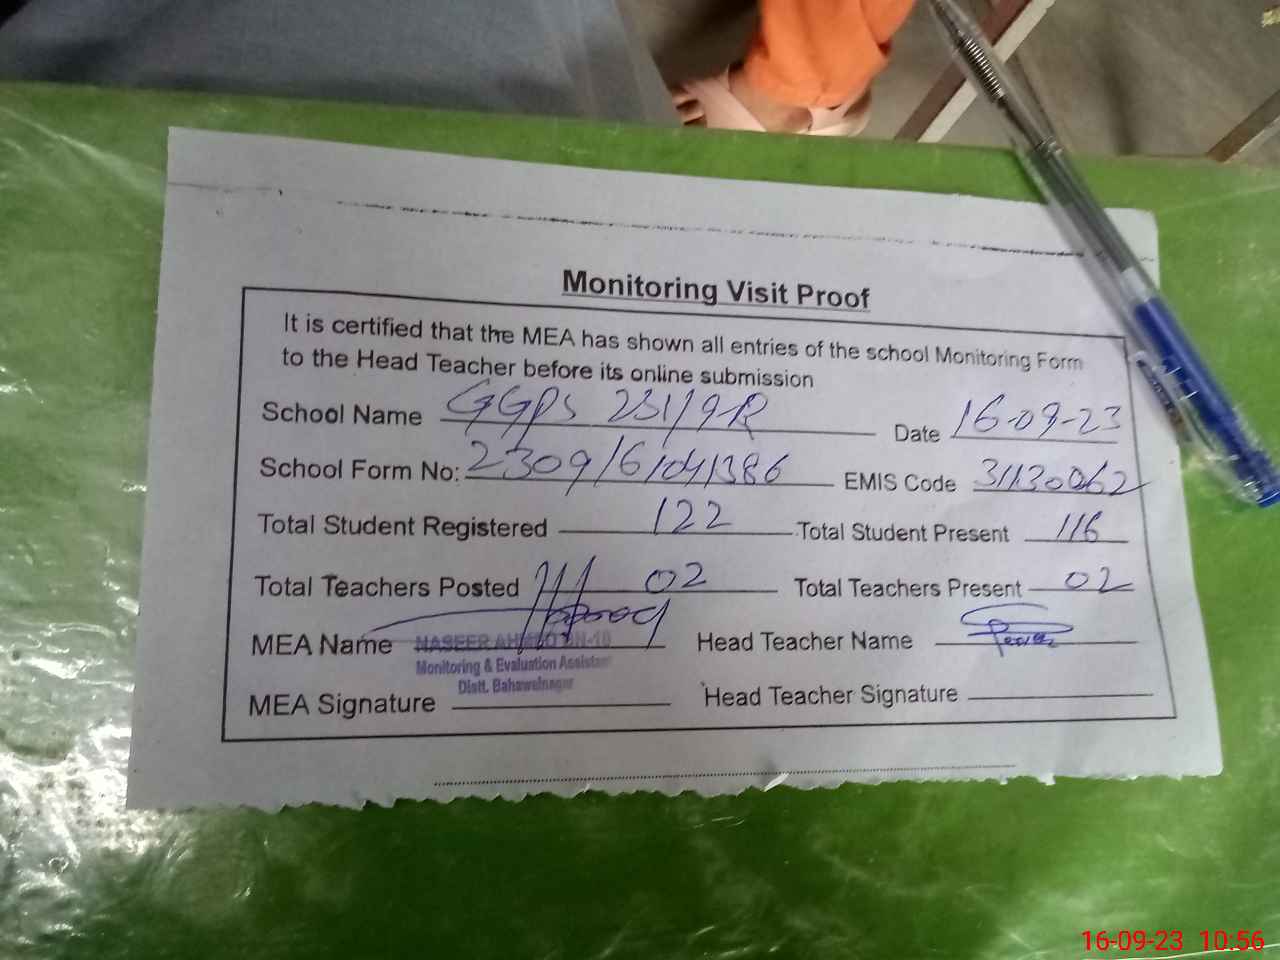 Monitoring Visit Proof
It is certified that the MEA has shown all entries of the school Monitoring Form
to the Head Teacher before its online submission
School Name GGPS 231/9-R Date 16-09-23
School Form No: 2309/61041386 EMIS Code 31130062
Total Student Registered 122 Total Student Present 116
Total Teachers Posted 02 Total Teachers Present 02
MEA Name NASEER AHMED Head Teacher Name
Monitoring & Evaluation Assistant
Distt. Bahawalnagar
MEA Signature Head Teacher Signature
16-09-23 10:56